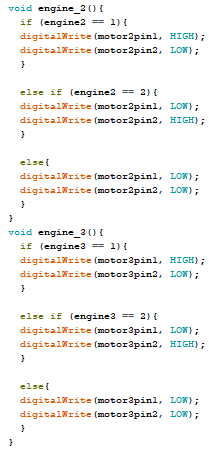 void engine_2(){
if (engine2 == 1){
digitalWrite(motor2pin1, HIGH);
digitalWrite(motor2pin2, LOW);
}
else if (engine2 == 2){
digitalWrite(motor2pin1, LOW);
digitalWrite(motor2pin2, HIGH);
}
else{
digitalWrite(motor2pin1, LOW);
digitalWrite(motor2pin2, LOW);
}
}
void engine_3(){
if (engine3 == 1){
digitalWrite(motor3pin1, HIGH);
digitalWrite(motor3pin2, LOW);
}
else if (engine3 == 2){
digitalWrite(motor3pin1, LOW);
digitalWrite(motor3pin2, HIGH);
}
else{
digitalWrite(motor3pin1, LOW);
digitalWrite(motor3pin2, LOW);
}
}